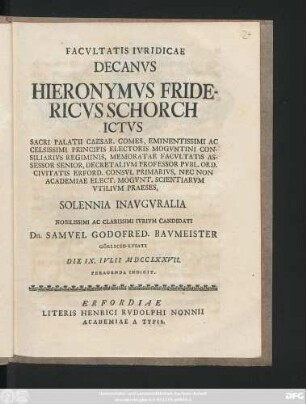 FACVLTATIS IVRIDICAE
DECANVS
HIERONYMVS FRIDE-
RICVS SCHORCH
ICTVS
SACRI PALATII CAESAR. COMES, EMINENTISSIMI AC
CELSISSIMI PRINCIPIS ELECTORIS MOGVNTINI CON-
SILIARIVS REGIMINIS, MEMORATAE FACVLTATIS AS-
SESSOR SENIOR, DECRETALIVM PROFESSOR PVBL. ORD.
CIVITATIS ERFORD. CONSVL PRIMARIVS, NEC NON
ACADEMIAE ELECT. MOGVNT. SCIENTIARVM
VTILIVM PRAESES,
SOLENNIA INAVGVRALIA
NOBILISSIMI AC CLARISSIMI IVRIVM CANDIDATI
DN. SAMVEL GODOFRED. BAVMEISTER
DIE IX. IVLII MDCCLXXVII.
PERAGENDA INDICIT.
ERFORDIAE
LITERIS HENRICI RVDOLPHI NONNII
ACADEMIAE A TYPIS.